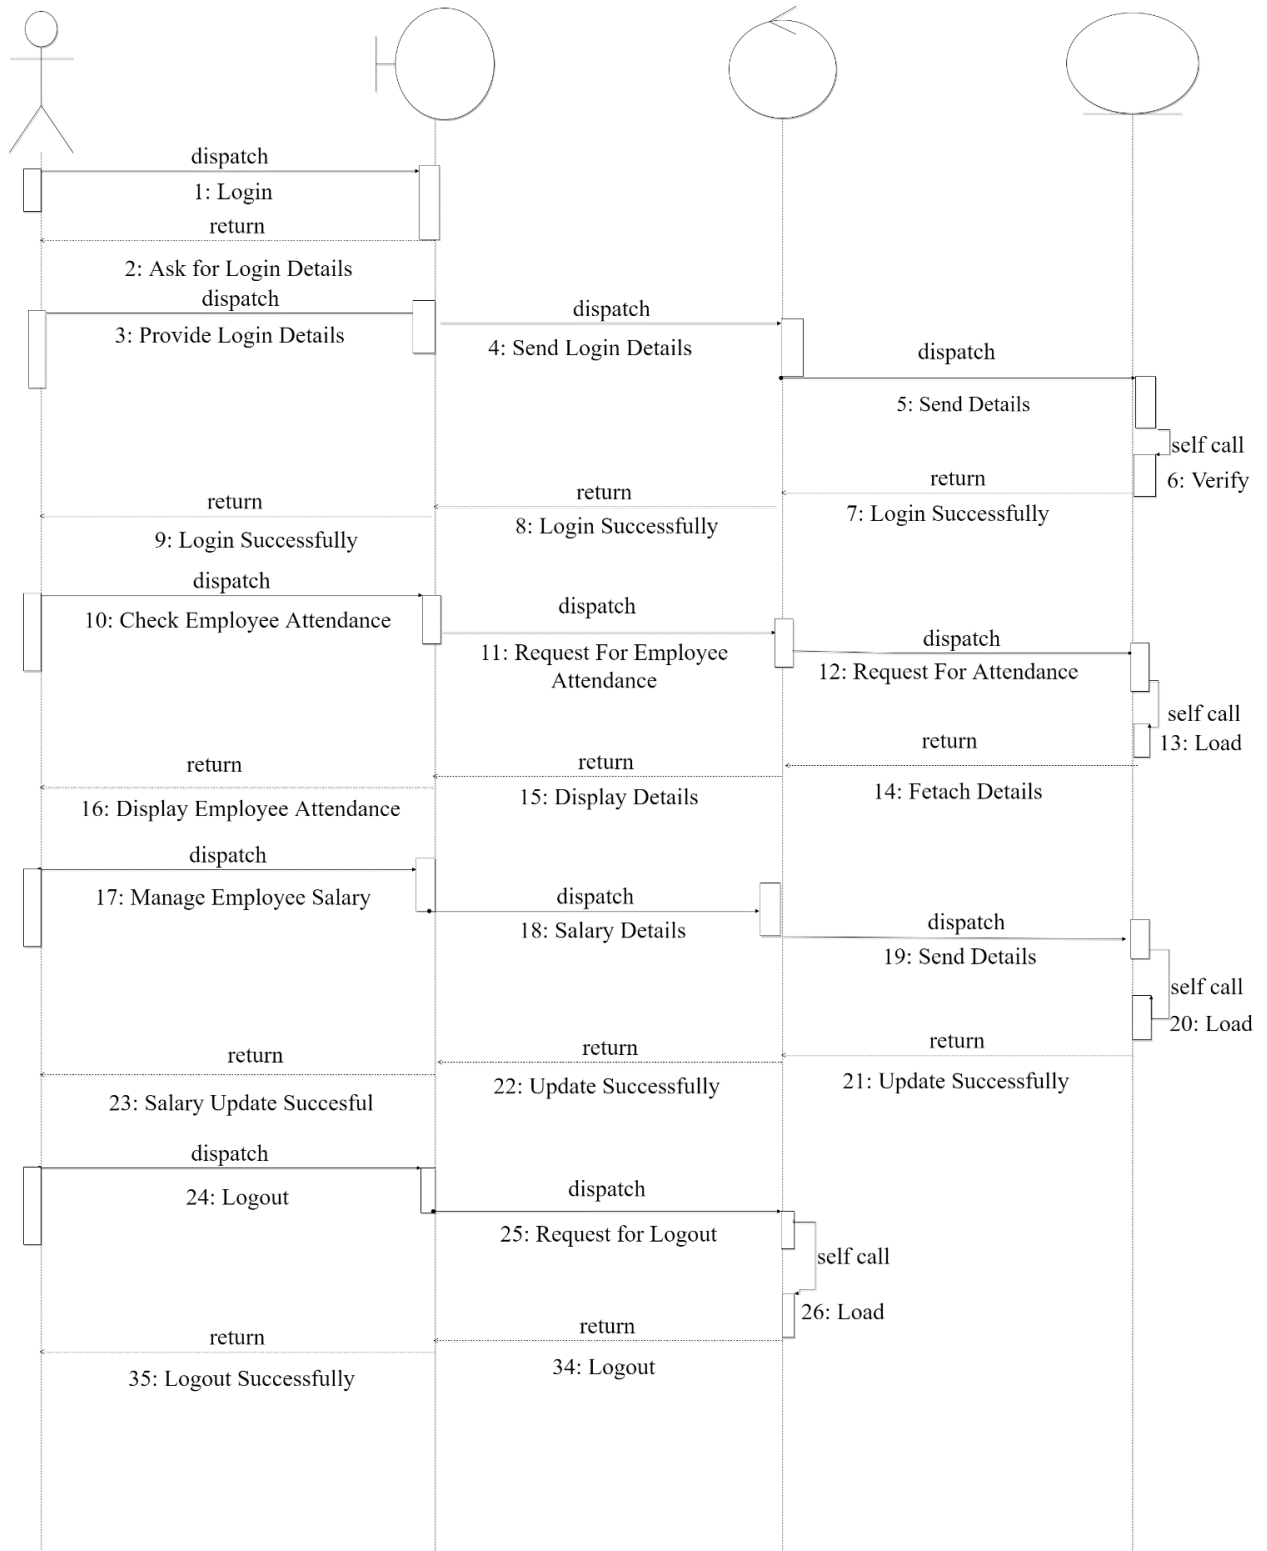 dispatch
1: Login
return
2: Ask for Login Details
dispatch
3: Provide Login Details
dispatch
4: Send Login Details
dispatch
5: Send Details
self call
6: Verify
return
7: Login Successfully
return
8: Login Successfully
return
9: Login Successfully
dispatch
10: Check Employee Attendance
dispatch
11: Request For Employee
Attendance
dispatch
12: Request For Attendance
self call
13: Load
return
14: Fetach Details
return
15: Display Details
return
16: Display Employee Attendance
dispatch
17: Manage Employee Salary
dispatch
18: Salary Details
dispatch
19: Send Details
self call
20: Load
return
21: Update Successfully
return
22: Update Successfully
return
23: Salary Update Succesful
dispatch
24: Logout
dispatch
25: Request for Logout
self call
26: Load
return
34: Logout
return
35: Logout Successfully